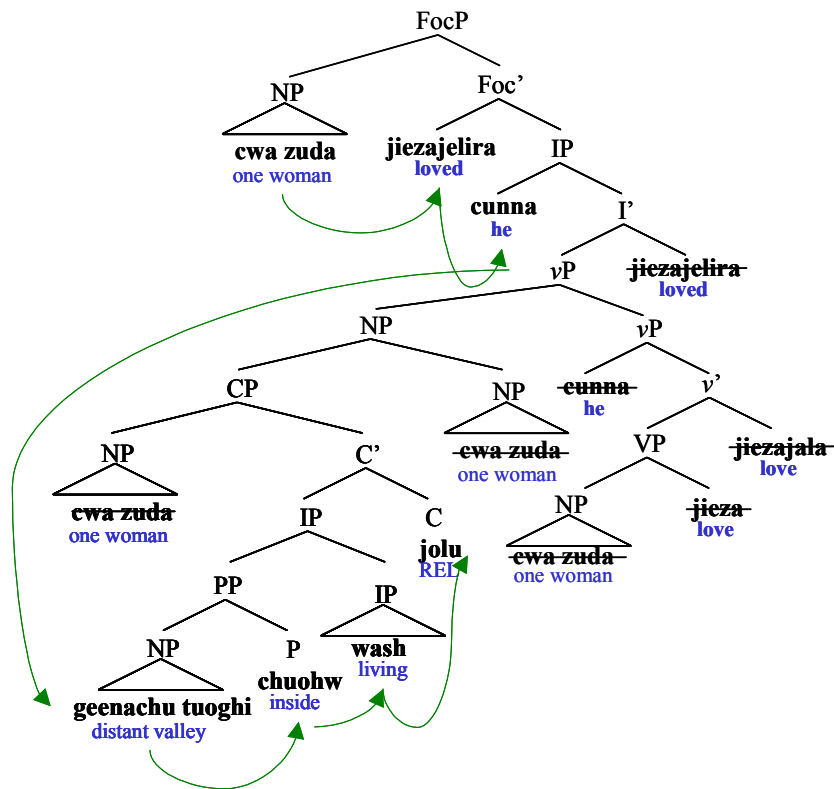 FocP
NP Foc’
cwa zuda jiezajelira IP
one woman loved
cunna I’
he
vP jiezajelira
loved
NP vP
CP NP cunna v’
he
NP C’ cwa zuda VP jiezajala
one woman love
cwa zuda IP C NP jieza
one woman love
jolu cwa zuda
REL one woman
PP IP
NP P wash
living
geenachu tuoghi chuohw
distant valley inside